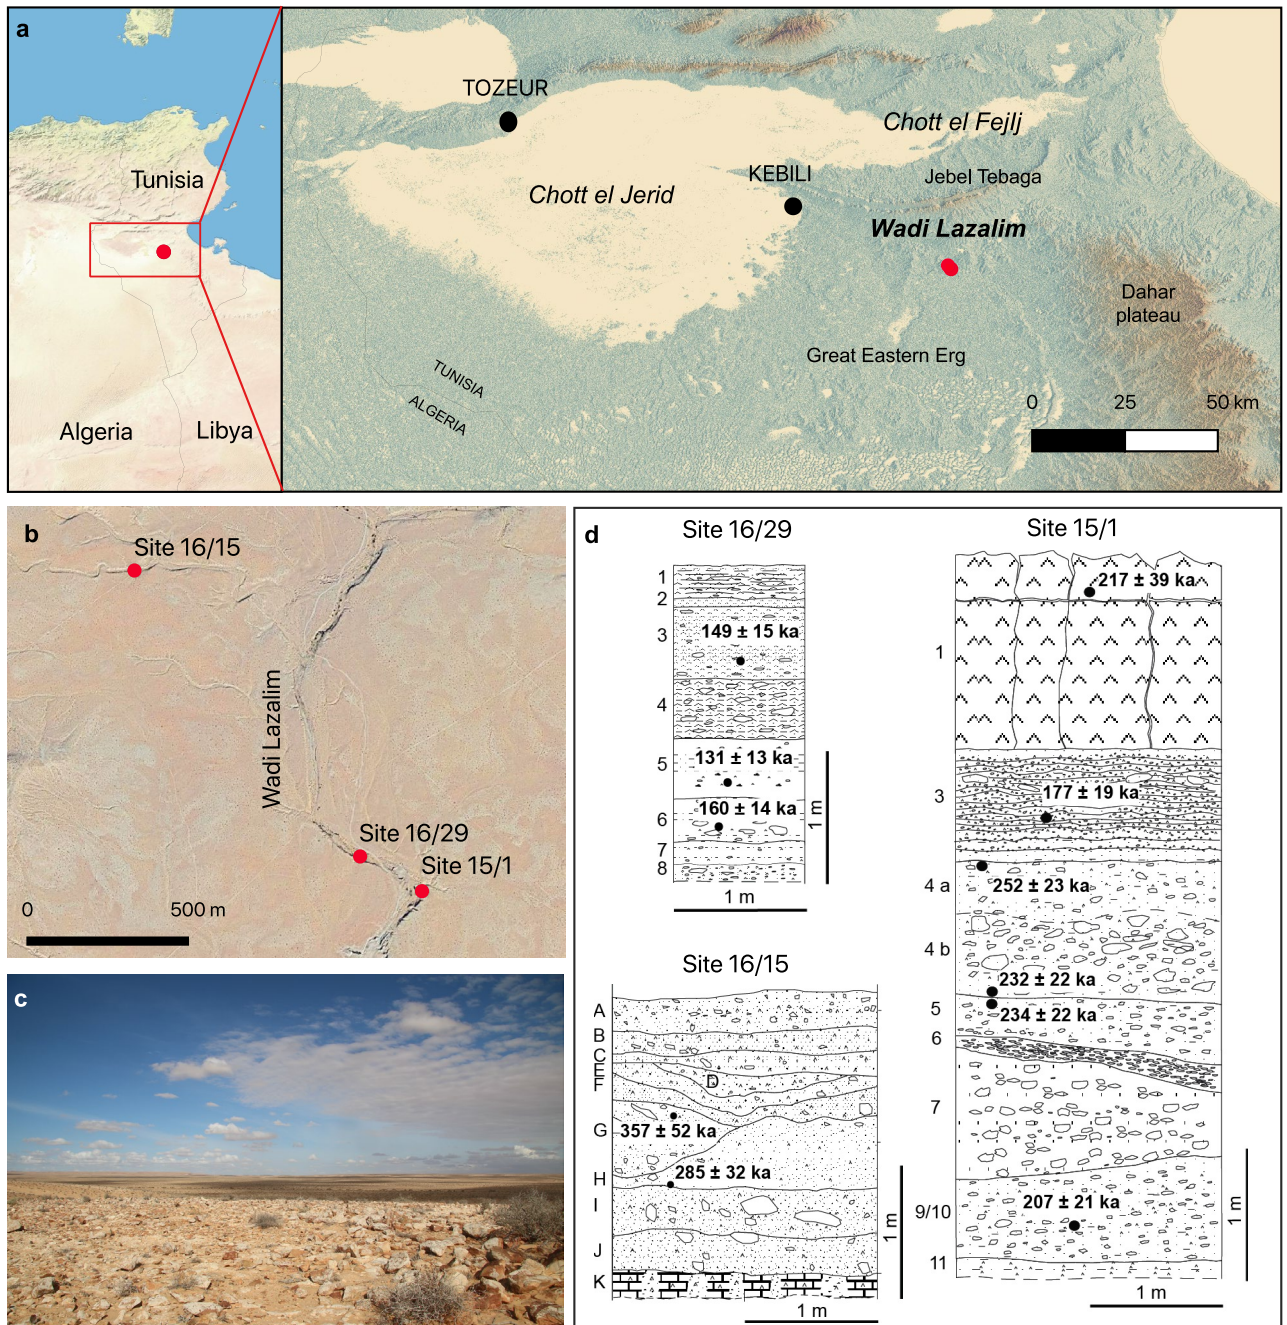 a
Tunisia
Algeria
Libya
TOZEUR
Chott el Fejlj
KEBILI
Jebel Tebaga
Chott el Jerid
Wadi Lazalim
Dahar
plateau
Great Eastern Erg
TUNISIA
ALGERIA
0 25 50 km
b
Site 16/15
Wadi Lazalim
Site 16/29
Site 15/1
0 500 m
c
d
Site 16/29
1
2
3
149 ± 15 ka
4
5
131 ± 13 ka
6
160 ± 14 ka
7
8
1 m
1 m
Site 16/15
A
B
C
E
F
D
G
357 ± 52 ka
H
285 ± 32 ka
I
J
K
1 m
1 m
Site 15/1
217 ± 39 ka
1
3
177 ± 19 ka
4 a
252 ± 23 ka
4 b
232 ± 22 ka
5
234 ± 22 ka
6
7
9/10
207 ± 21 ka
11
1 m
1 m